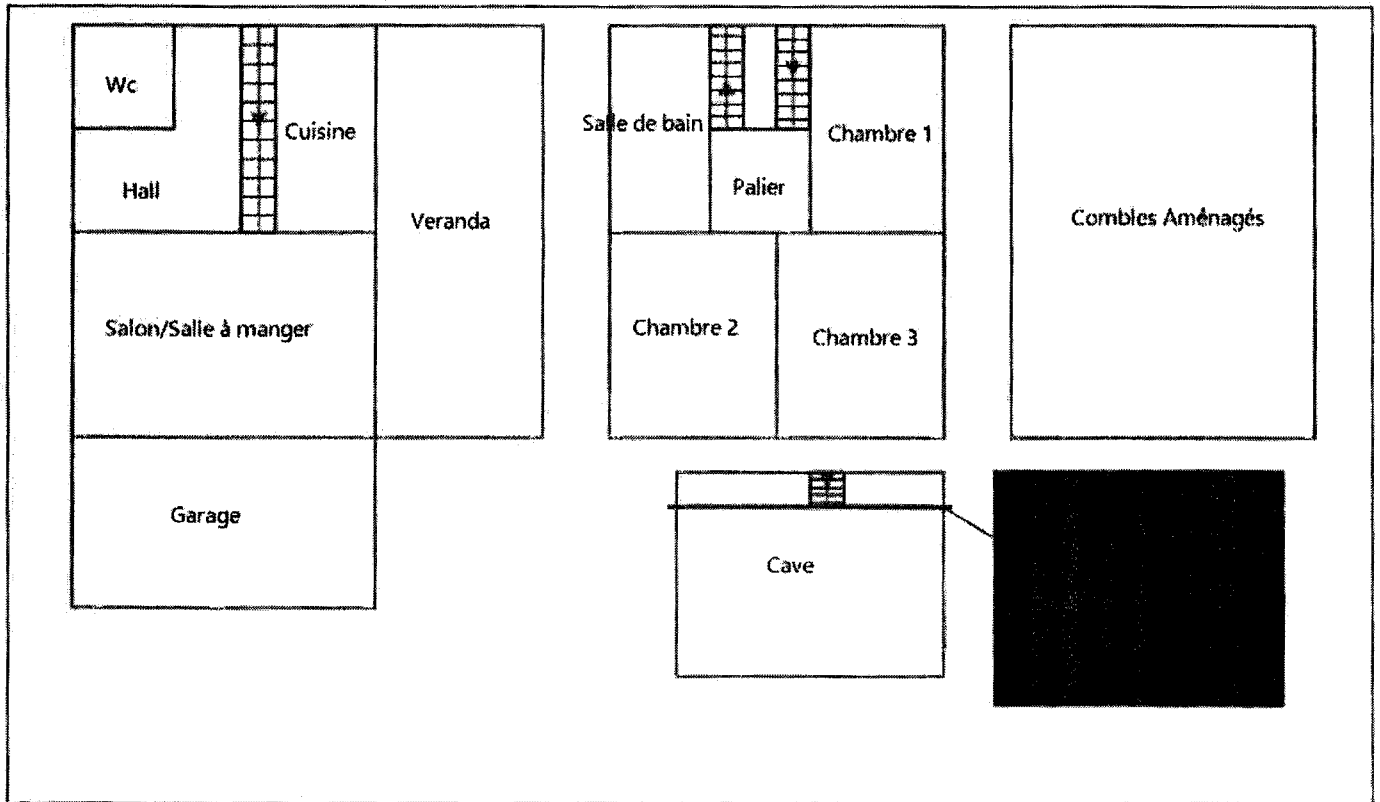 Wc
Cuisine
Hall
Veranda
Salon/Salle à manger
Garage
Salle de bain
Chambre 1
Palier
Chambre 2
Chambre 3
Cave
Combles Aménagés